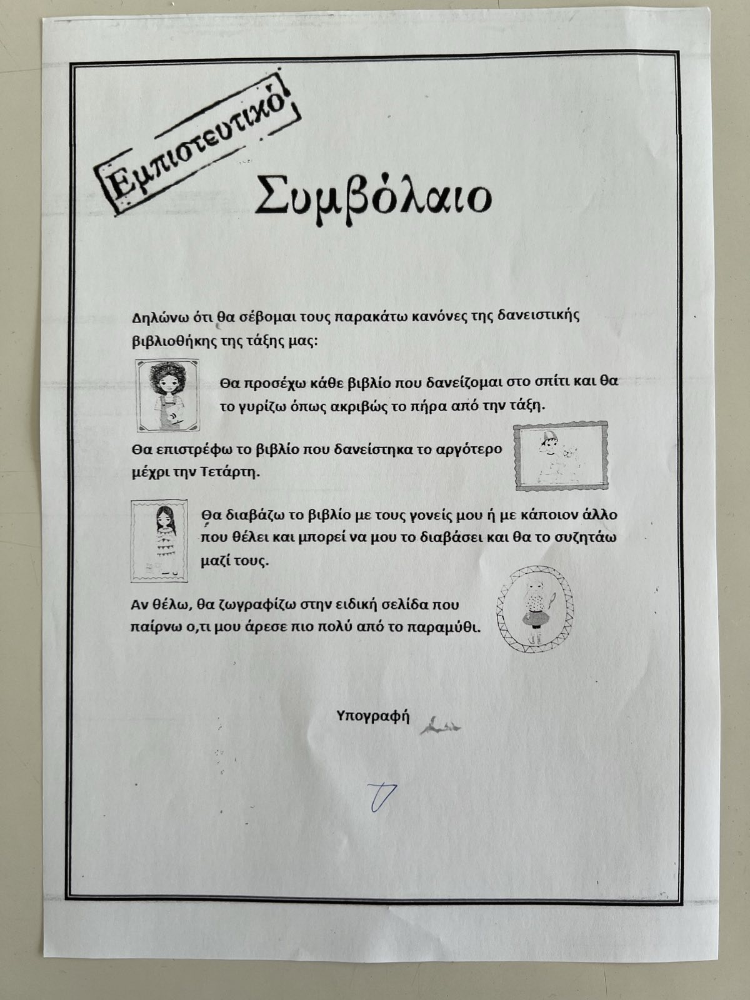 Εμπιστευτικό
Συμβόλαιο
Δηλώνω ότι θα σέβομαι τους παρακάτω κανόνες της δανειστικής
βιβλιοθήκης της τάξης μας:
Θα προσέχω κάθε βιβλίο που δανείζομαι στο σπίτι και θα
το γυρίζω όπως ακριβώς το πήρα από την τάξη.
Θα επιστρέφω το βιβλίο που δανείστηκα το αργότερο
μέχρι την Τετάρτη.
Θα διαβάζω το βιβλίο με τους γονείς μου ή με κάποιον άλλο
που θέλει και μπορεί να μου το διαβάσει και θα το συζητάω
μαζί τους.
Αν θέλω, θα ζωγραφίζω στην ειδική σελίδα που
παίρνω ο,τι μου άρεσε πιο πολύ από το παραμύθι.
Υπογραφή